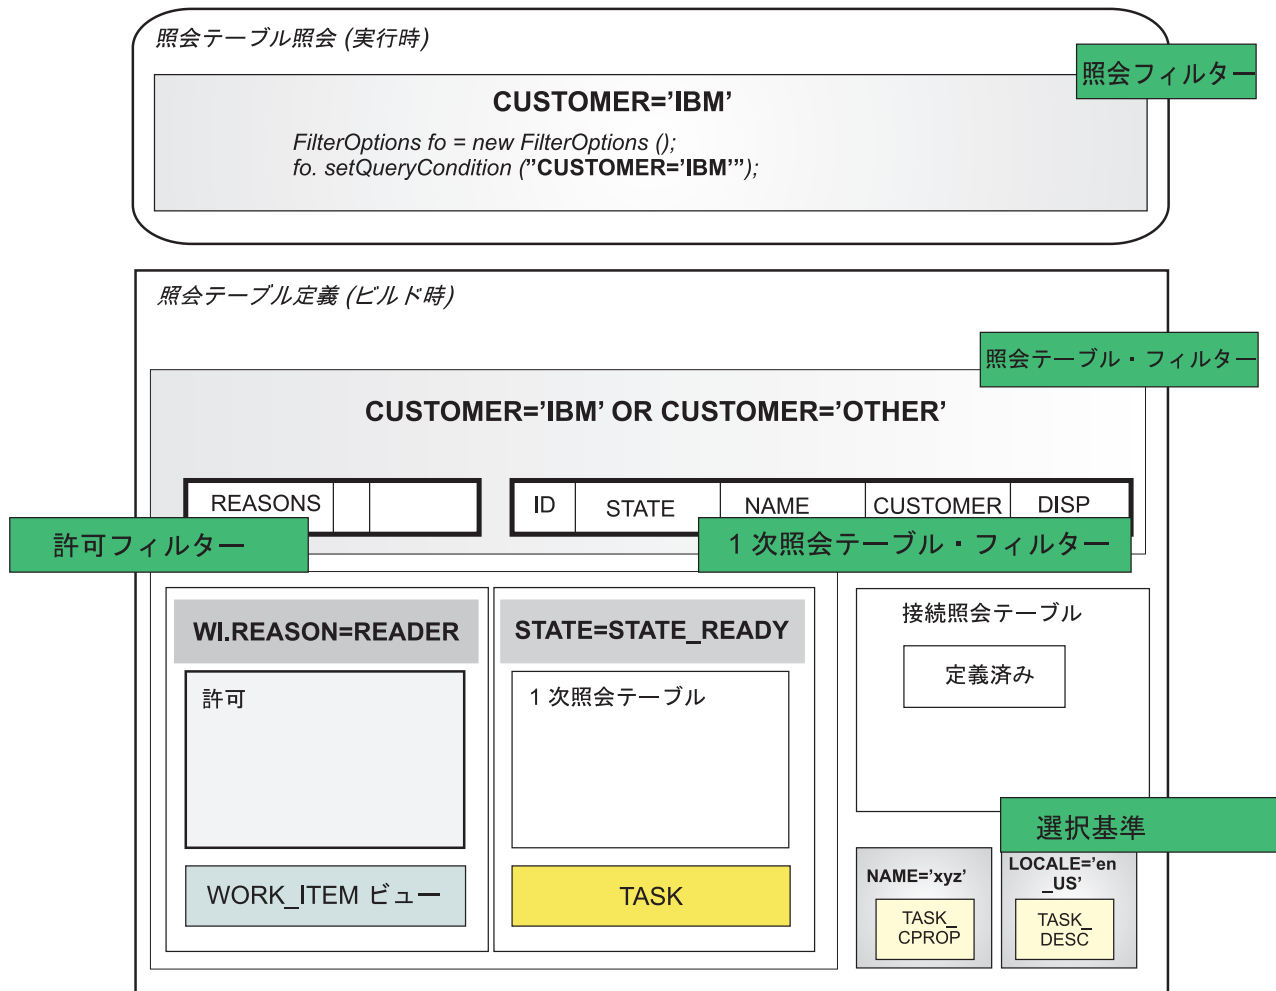 照会テーブル照会 (実行時)
照会フィルター
CUSTOMER=’IBM’
FilterOptions fo = new FilterOptions ();
fo. setQueryCondition (”CUSTOMER=’IBM’”);
照会テーブル定義 (ビルド時)
照会テーブル・フィルター
CUSTOMER=’IBM’ OR CUSTOMER=’OTHER’
REASONS
ID STATE NAME CUSTOMER DISP
許可フィルター
1 次照会テーブル・フィルター
WI.REASON=READER
STATE=STATE_READY
接続照会テーブル
定義済み
許可
1 次照会テーブル
選択基準
WORK_ITEM ビュー
TASK
NAME=’xyz’
TASK_
CPROP
LOCALE=’en
_US’
TASK_
DESC